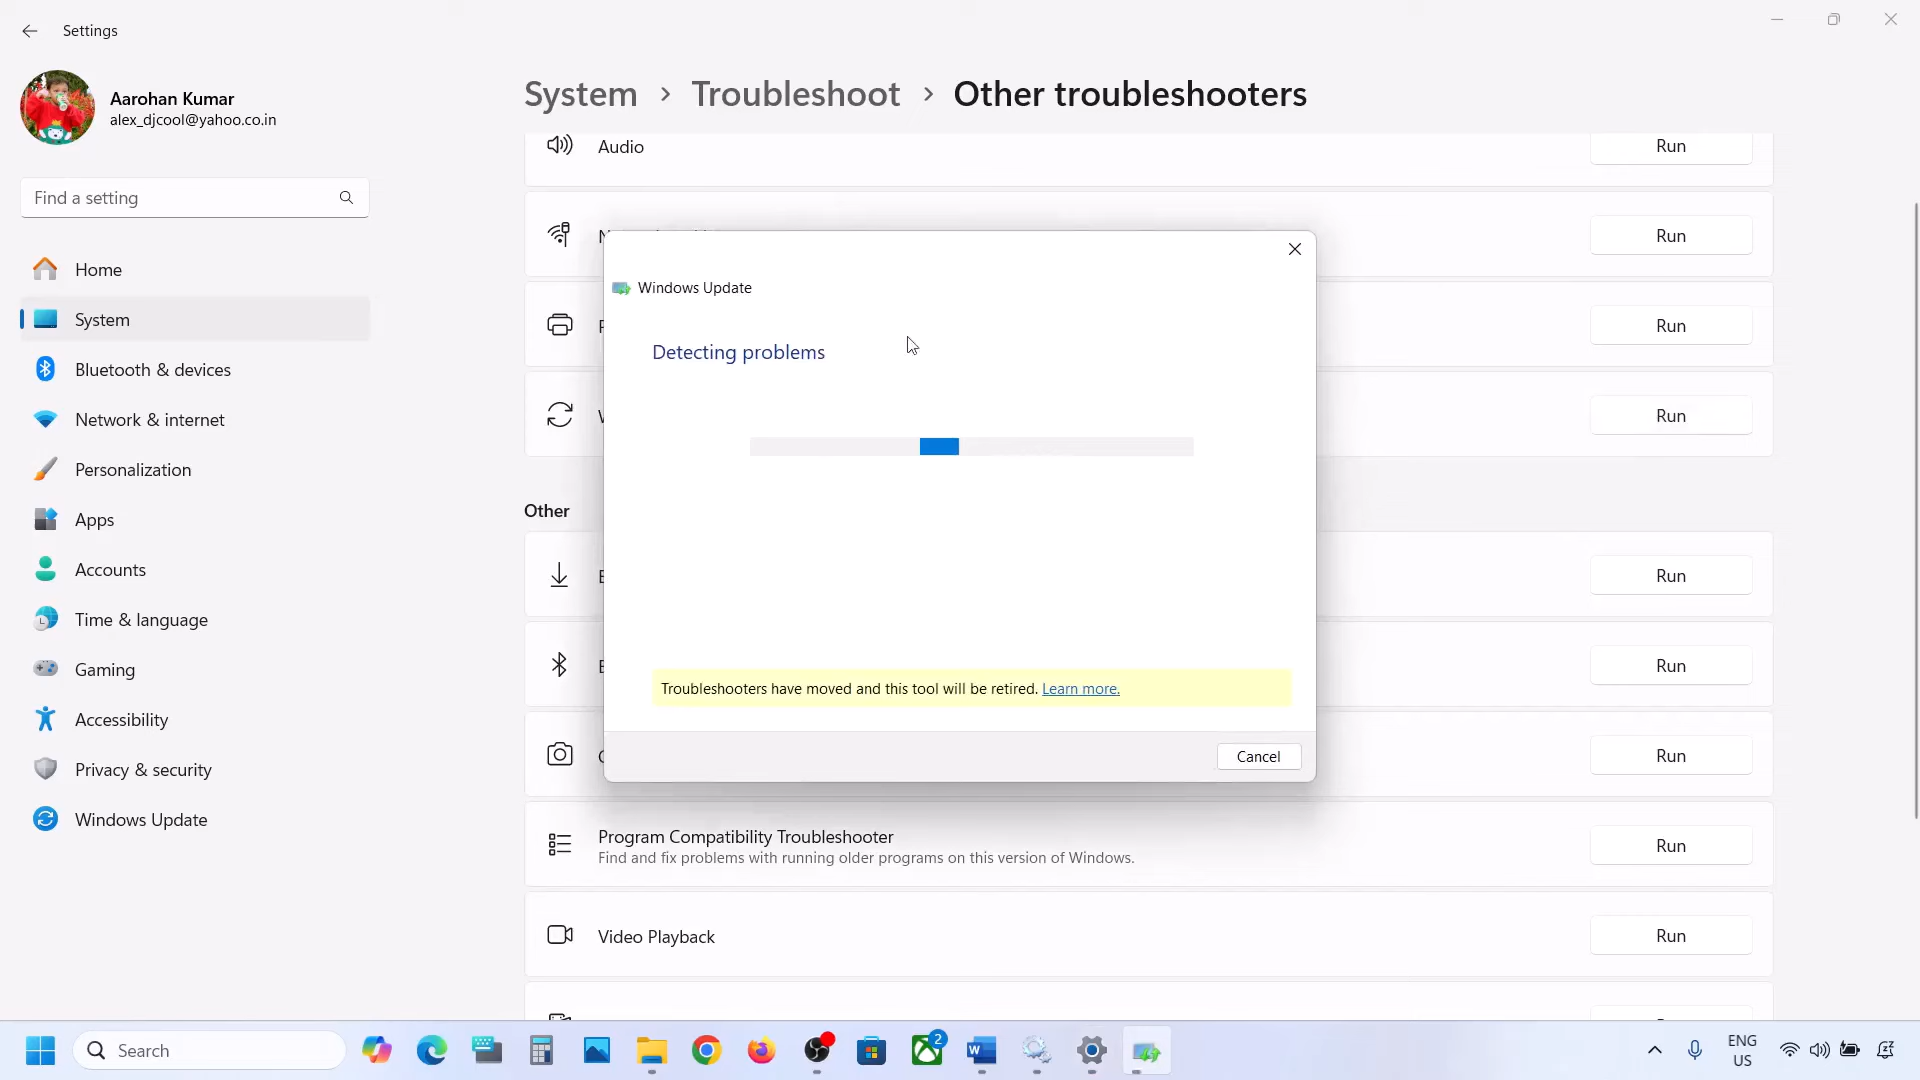 Settings
Aarohan Kumar
alex_djcool@yahoo.co.in
Find a setting
Home
System
Bluetooth & devices
Network & internet
Personalization
Apps
Accounts
Time & language
Gaming
Accessibility
Privacy & security
Windows Update
System > Troubleshoot > Other troubleshooters
Audio
Run
Run
Run
Run
Other
Run
Run
Run
Program Compatibility Troubleshooter
Find and fix problems with running older programs on this version of Windows.
Run
Video Playback
Run
Windows Update
Detecting problems
Troubleshooters have moved and this tool will be retired. Learn more.
Cancel
Search
2
ENG
US